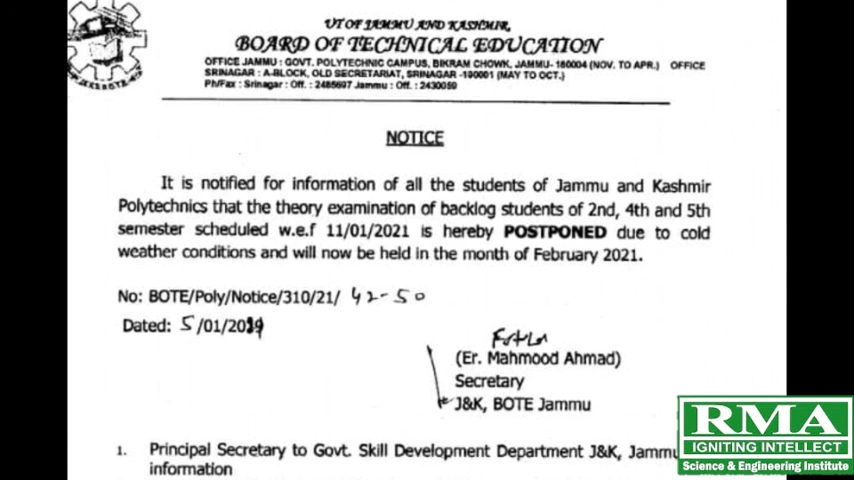 UT OF JAMMU AND KASHMIR,
BOARD OF TECHNICAL EDUCATION
OFFICE JAMMU : GOVT. POLYTECHNIC CAMPUS, BIKRAM CHOWK, JAMMU- 180004 (NOV. TO APR.) OFFICE
SRINAGAR : A-BLOCK, OLD SECRETARIAT, SRINAGAR -190001 (MAY TO OCT.)
Ph/Fax : Srinagar : Off. : 2485697 Jammu : Off. : 2430059
NOTICE
It is notified for information of all the students of Jammu and Kashmir
Polytechnics that the theory examination of backlog students of 2nd, 4th and 5th
semester scheduled w.e.f 11/01/2021 is hereby POSTPONED due to cold
weather conditions and will now be held in the month of February 2021.
No: BOTE/Poly/Notice/310/21/ 42-50
Dated: 5/01/
(Er. Mahmood Ahmad)
Secretary
J&K, BOTE Jammu
1. Principal Secretary to Govt. Skill Development Department J&K, Jammu
information
RMA
IGNITING INTELLECT
Science & Engineering Institute